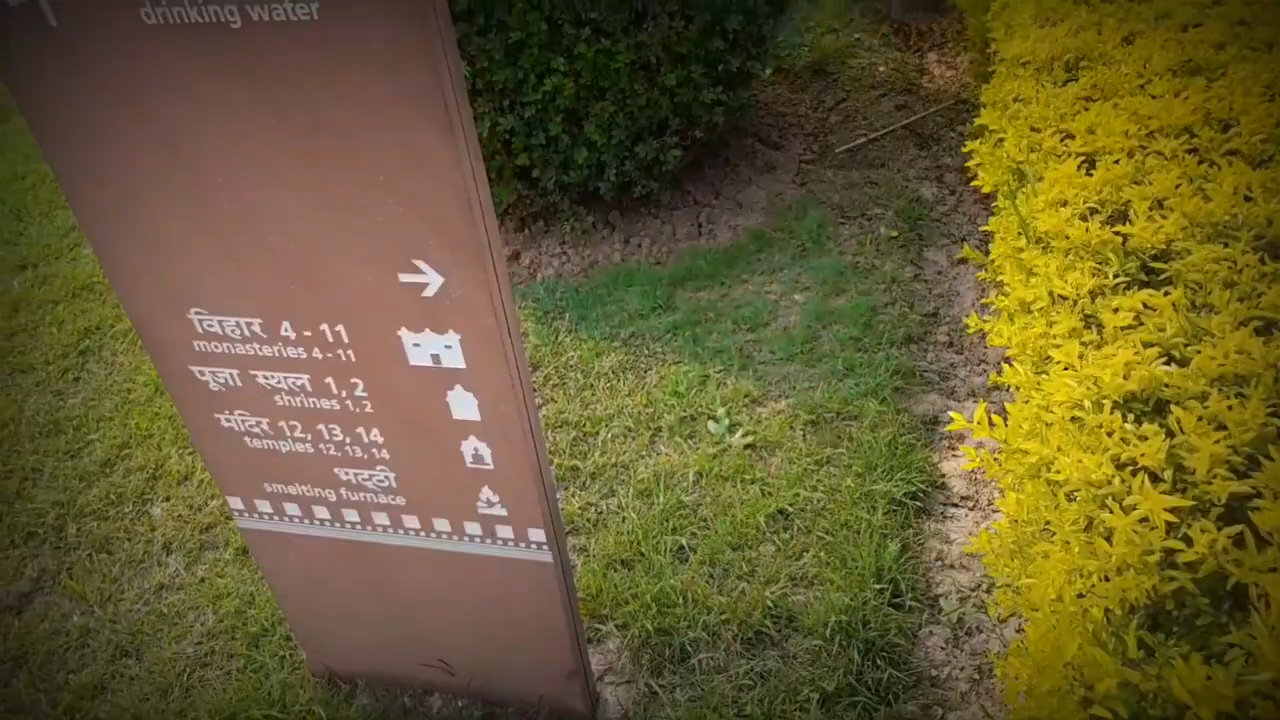 drinking water
विहार 4 - 11
monasteries 4 - 11
पूजा स्थल 1, 2
shrines 1, 2
मंदिर 12, 13, 14
temples 12, 13, 14
भट्ठी
smelting furnace